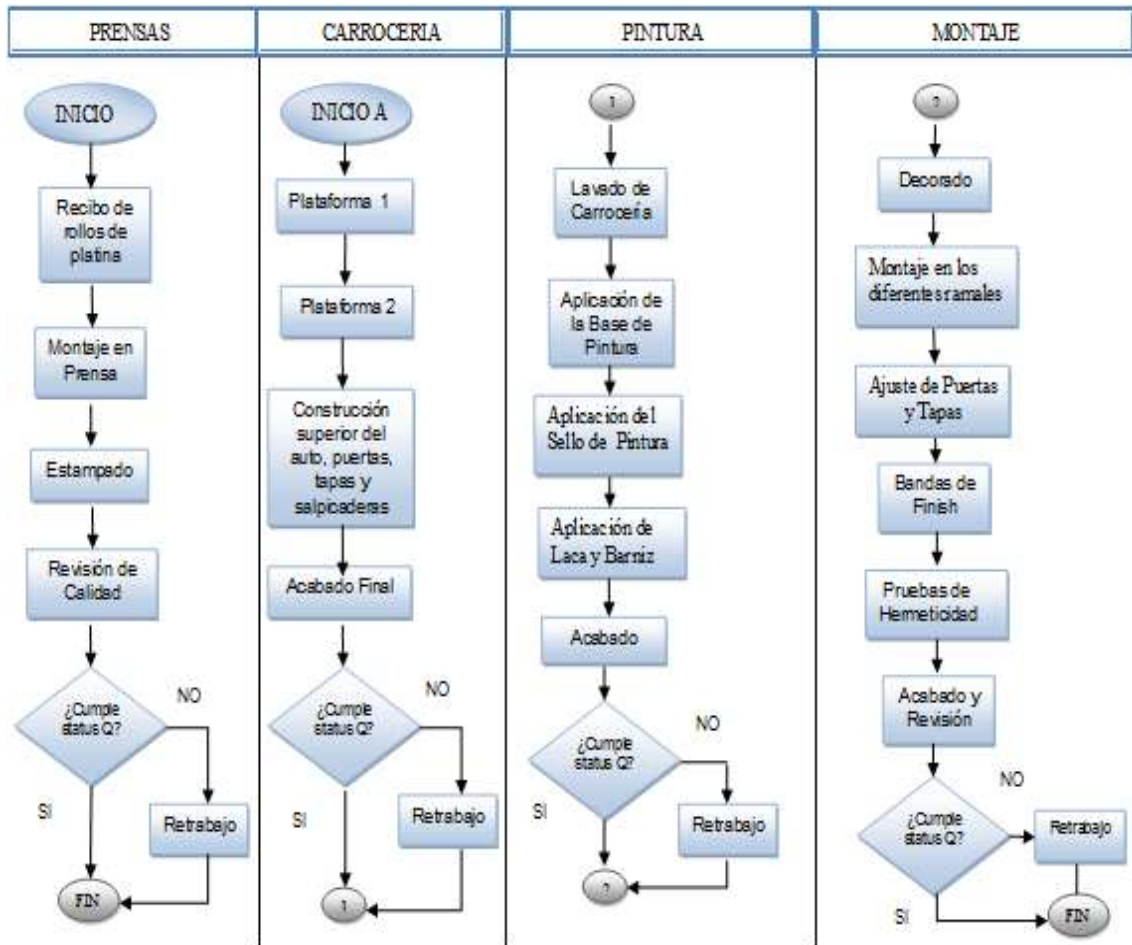 PRENSAS
CARROCERIA
PINTURA
MONTAJE
INICIO
Recibo de
rollos de
platina
Montaje en
Prensa
Estampado
Revisión de
Calidad
¿Cumple
status Q?
NO
SI
Retrabajo
FIN
INICIO A
Plataforma 1
Plataforma 2
Construcción
superior del
auto, puertas,
tapas y
salpicaderas
Acabado Final
¿Cumple
status Q?
NO
SI
Retrabajo
Lavado de
Carrocería
Aplicación de
la Base de
Pintura
Aplicación del
Sello de Pintura
Aplicación de
Laca y Barniz
Acabado
¿Cumple
status Q?
NO
SI
Retrabajo
Decorado
Montaje en los
diferentes ramales
Ajuste de Puertas
y Tapas
Bandas de
Finish
Pruebas de
Hermeticidad
Acabado y
Revisión
¿Cumple
status Q?
NO
SI
Retrabajo
FIN